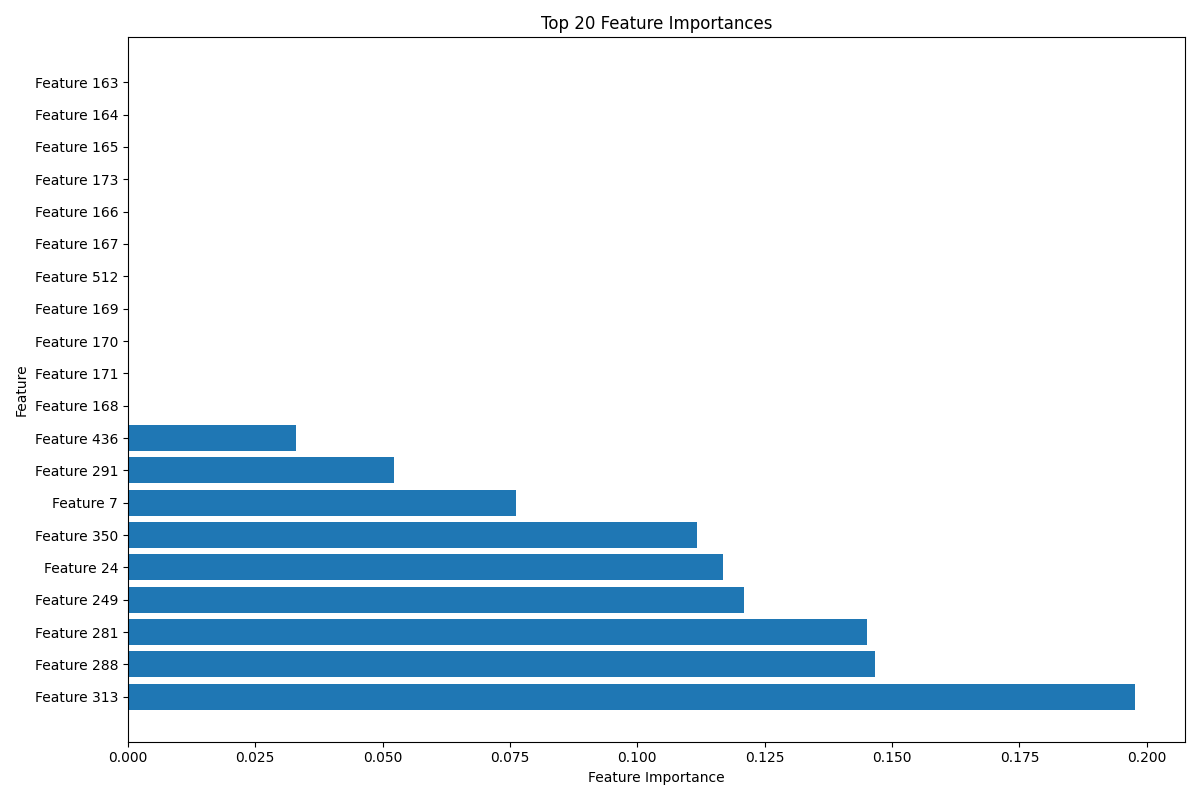 Top 20 Feature Importances
Feature 163
Feature 164
Feature 165
Feature 173
Feature 166
Feature 167
Feature 512
Feature 169
Feature 170
Feature 171
Feature 168
Feature 436
Feature 291
Feature 7
Feature 350
Feature 24
Feature 249
Feature 281
Feature 288
Feature 313
Feature
0.000 0.025 0.050 0.075 0.100 0.125 0.150 0.175 0.200
Feature Importance